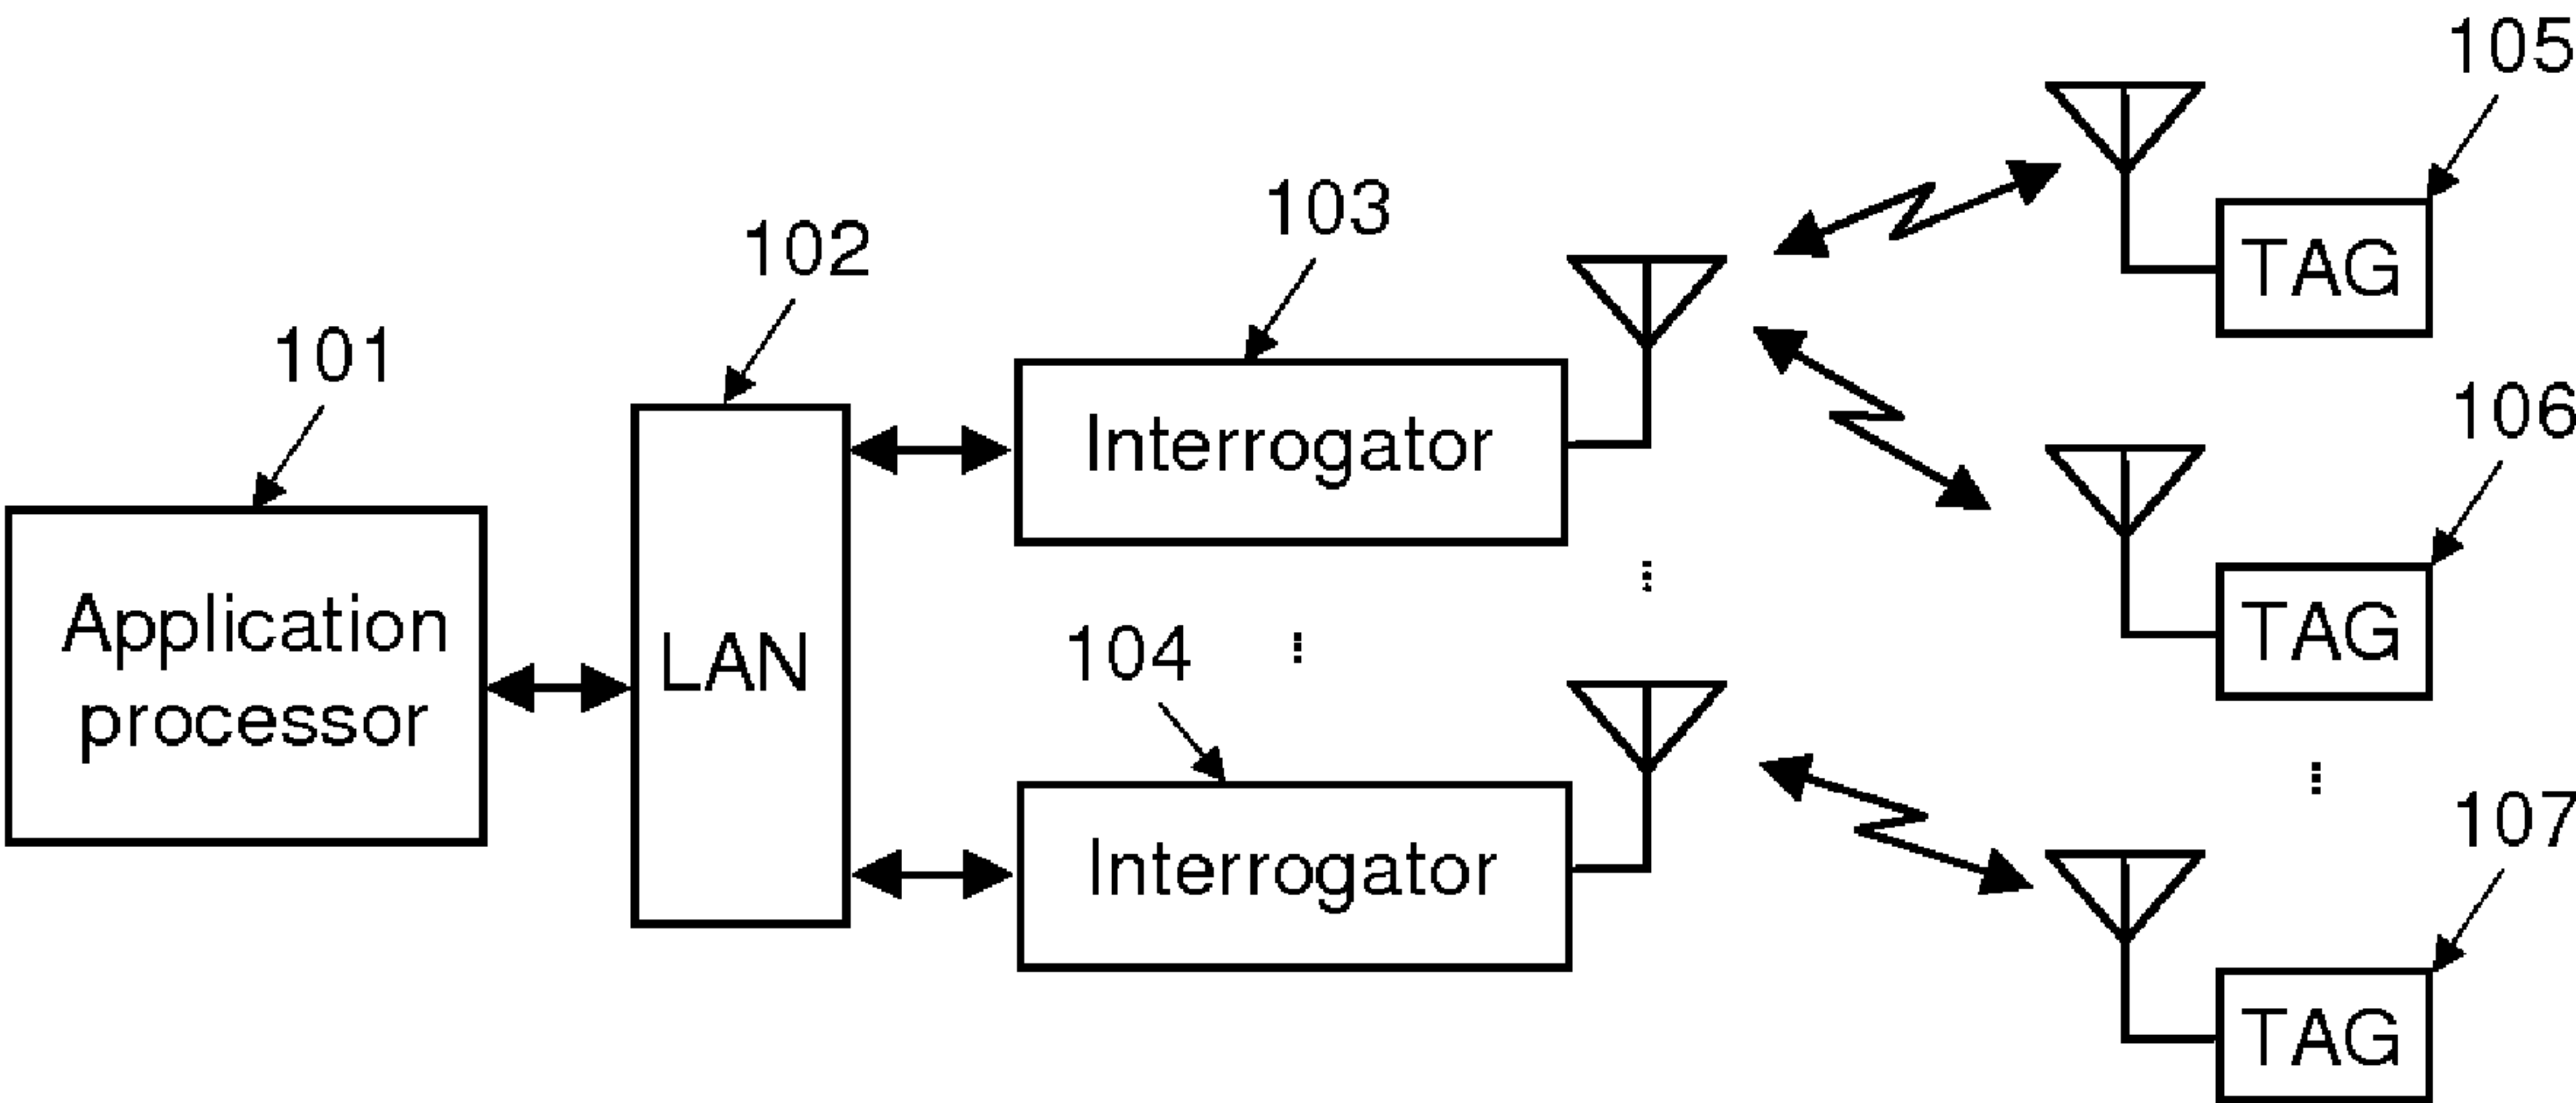 105
103
102
TAG
101
106
Interrogator
Application
processor
LAN
TAG
104
107
Interrogator
TAG